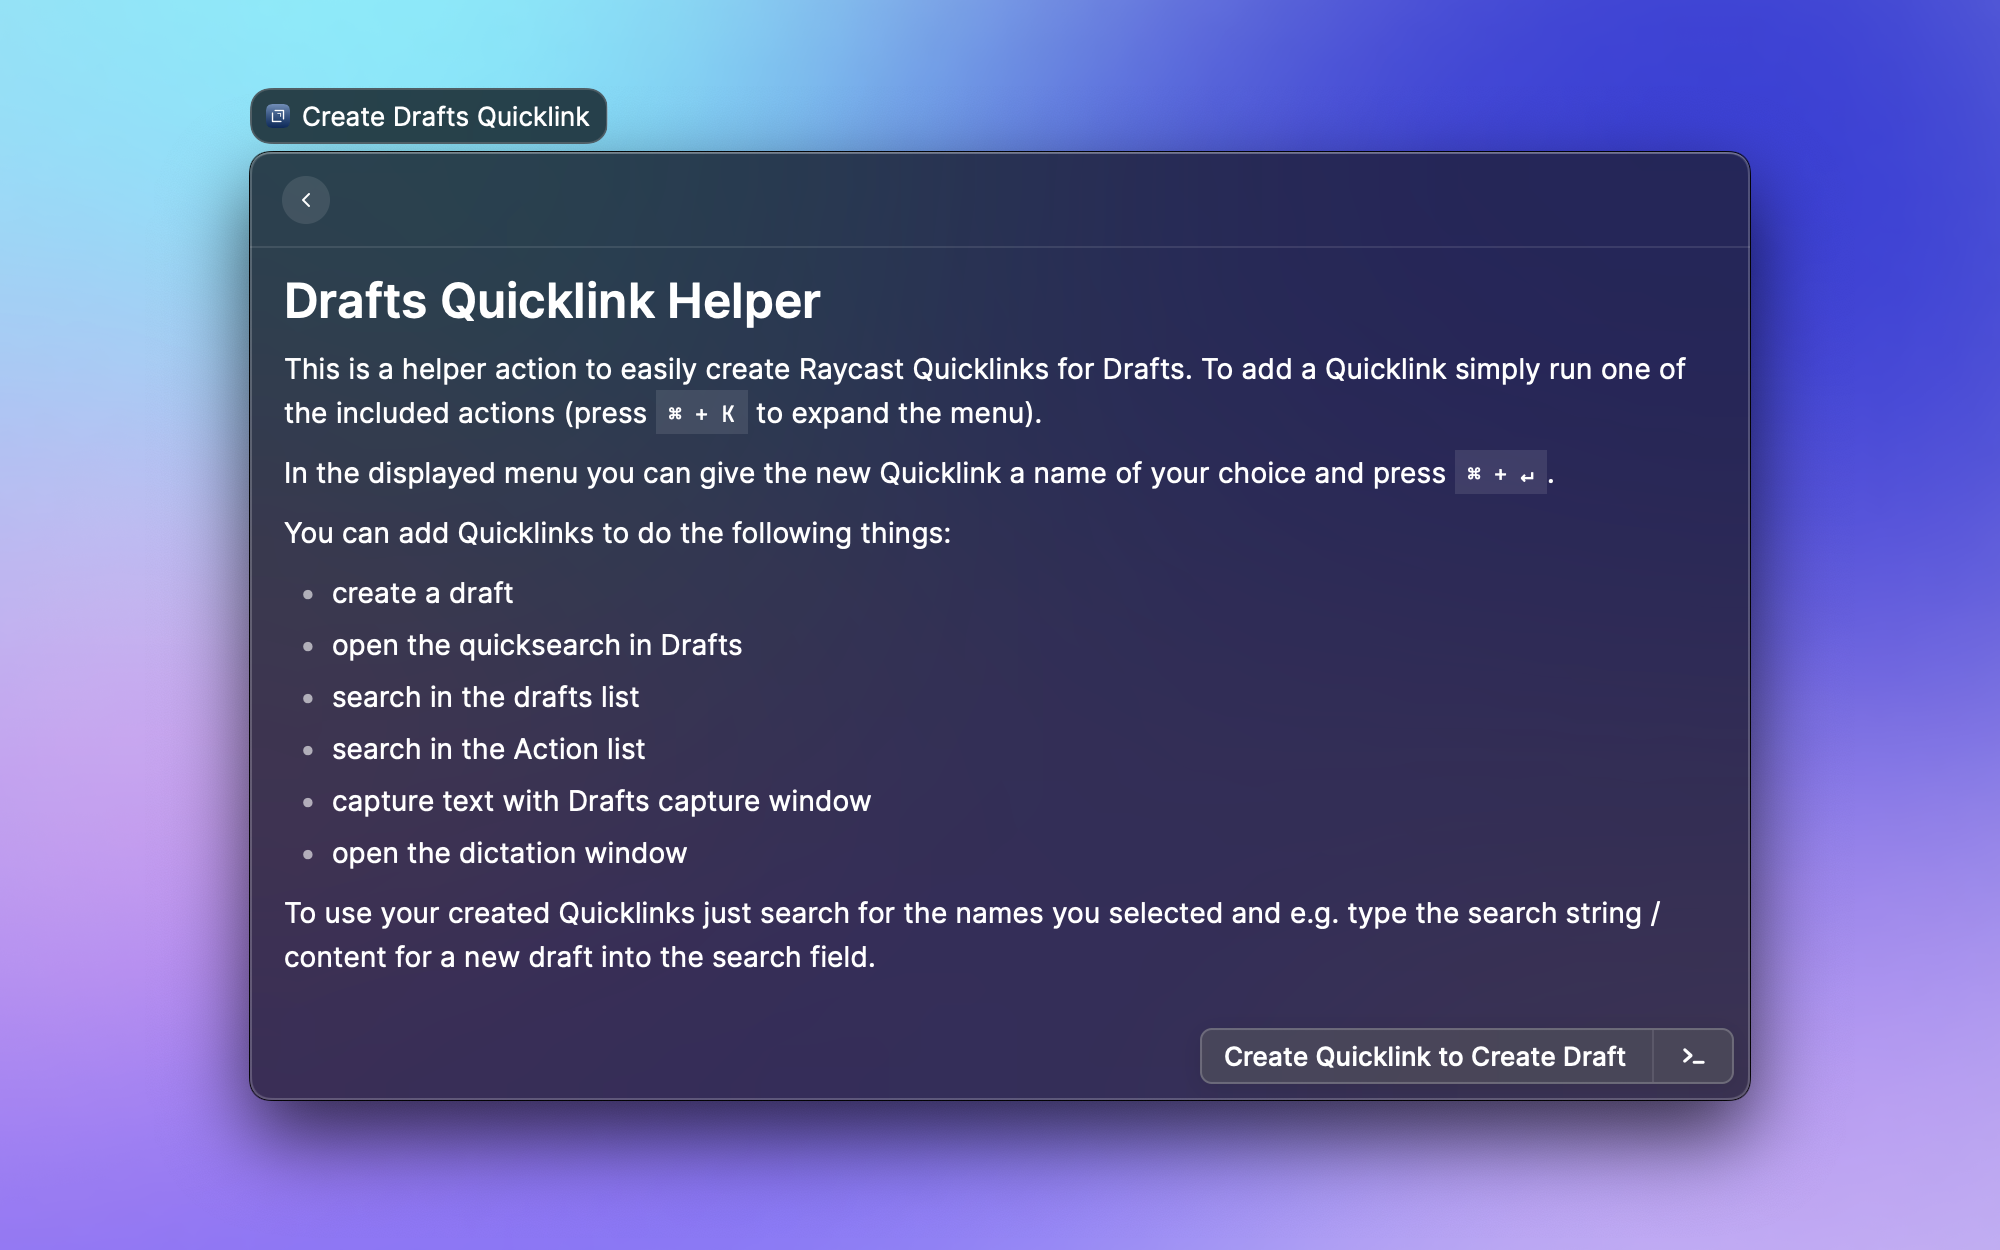 Create Drafts Quicklink
Drafts Quicklink Helper
This is a helper action to easily create Raycast Quicklinks for Drafts. To add a Quicklink simply run one of
the included actions (press ⌘ + K to expand the menu).
In the displayed menu you can give the new Quicklink a name of your choice and press ⌘ + ↵.
You can add Quicklinks to do the following things:
• create a draft
• open the quicksearch in Drafts
• search in the drafts list
• search in the Action list
• capture text with Drafts capture window
• open the dictation window
To use your created Quicklinks just search for the names you selected and e.g. type the search string /
content for a new draft into the search field.
Create Quicklink to Create Draft